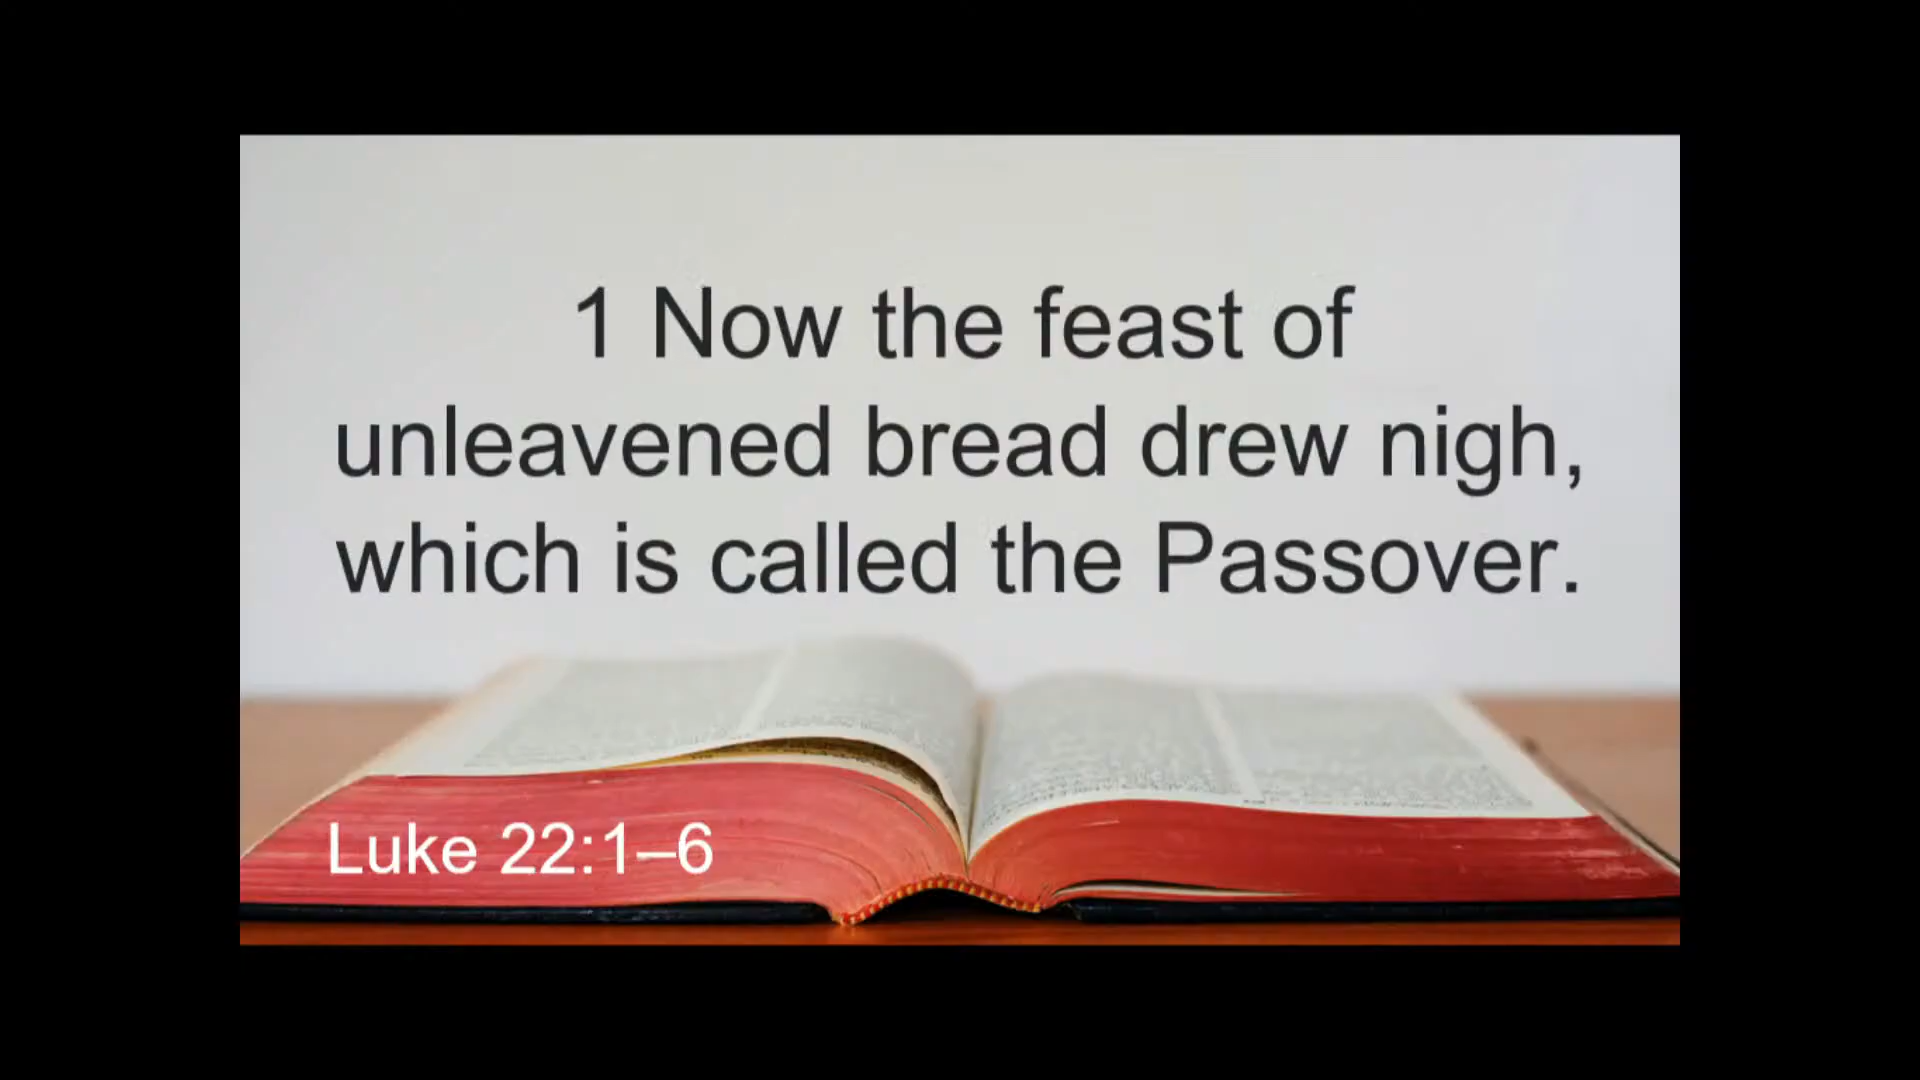 1 Now the feast of
unleavened bread drew nigh,
which is called the Passover.
Luke 22:1–6